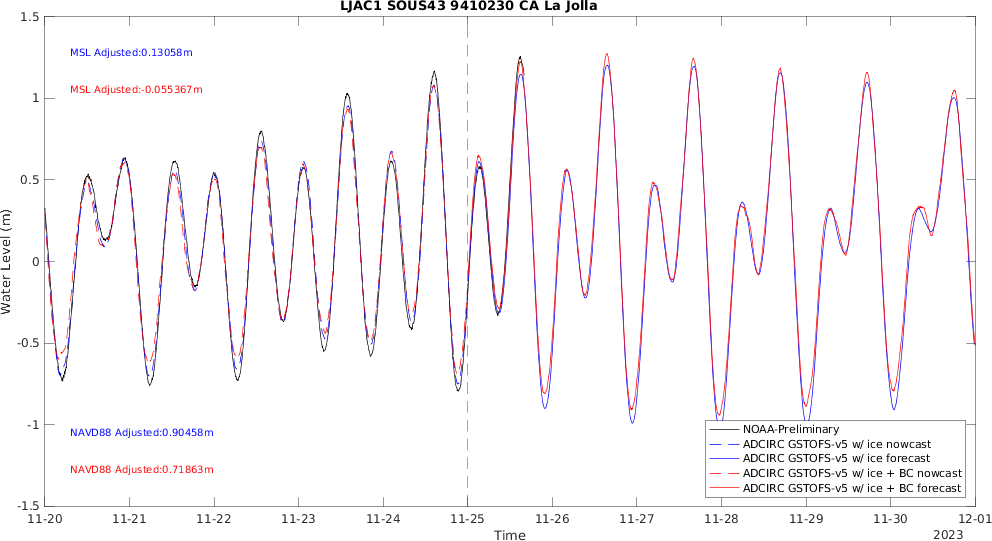 LJAC1 SOUS43 9410230 CA La Jolla
1.5
MSL Adjusted:0.13058m
MSL Adjusted:-0.055367m
1
0.5
0
-0.5
-1
-1.5
Water Level (m)
NAVD88 Adjusted:0.90458m
NAVD88 Adjusted:0.71863m
NOAA-Preliminary
ADCIRC GSTOFS-v5 w/ ice nowcast
ADCIRC GSTOFS-v5 w/ ice forecast
ADCIRC GSTOFS-v5 w/ ice + BC nowcast
ADCIRC GSTOFS-v5 w/ ice + BC forecast
11-20 11-21 11-22 11-23 11-24 11-25 11-26 11-27 11-28 11-29 11-30 12-01
Time
2023